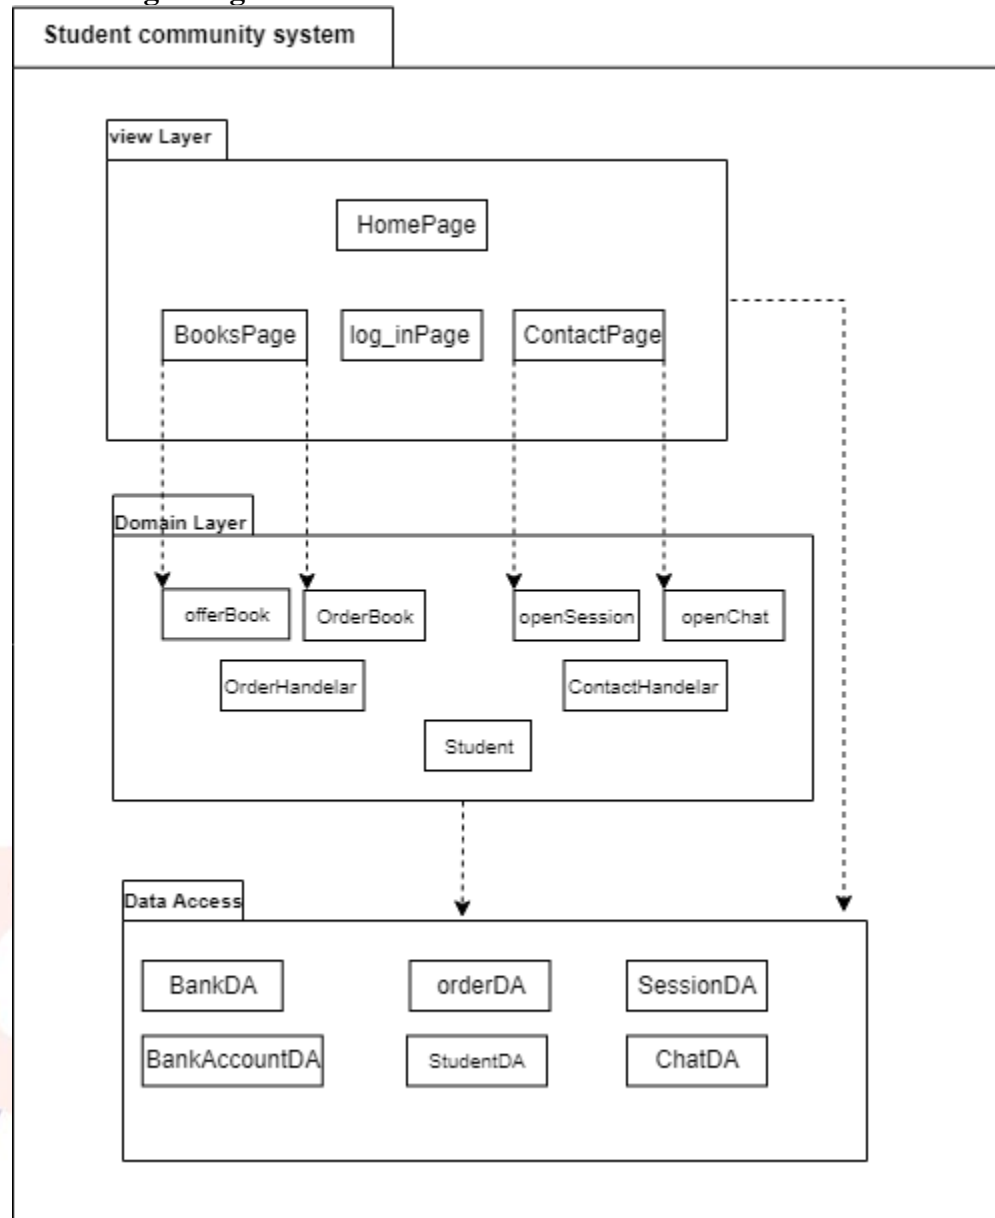 Student community system
view Layer
HomePage
BooksPage log_inPage ContactPage
Domain Layer
offerBook OrderBook openSession openChat
OrderHandelar ContactHandelar
Student
Data Access
BankDA orderDA SessionDA
BankAccountDA StudentDA ChatDA